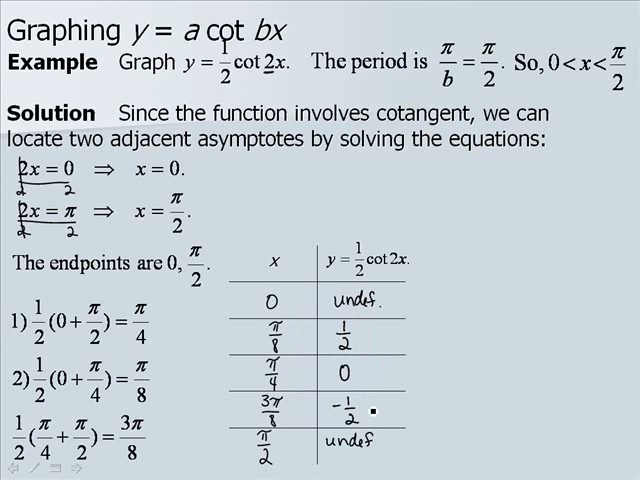 Graphing y = a cot bx
Example Graph y = 1/2 cot 2x. The period is π/b = π/2. So, 0 < x < π/2
Solution Since the function involves cotangent, we can
locate two adjacent asymptotes by solving the equations:
2x = 0 ⇒ x = 0.
2 2
2x = π ⇒ x = π/2.
2 2
The endpoints are 0, π/2.
x y = 1/2 cot 2x.
0 undef.
1) 1/2(0 + π/2) = π/4
π/8 1/2
2) 1/2(0 + π/4) = π/8
π/4 0
1/2(π/4 + π/2) = 3π/8
3π/8 -1/2
π/2 undef